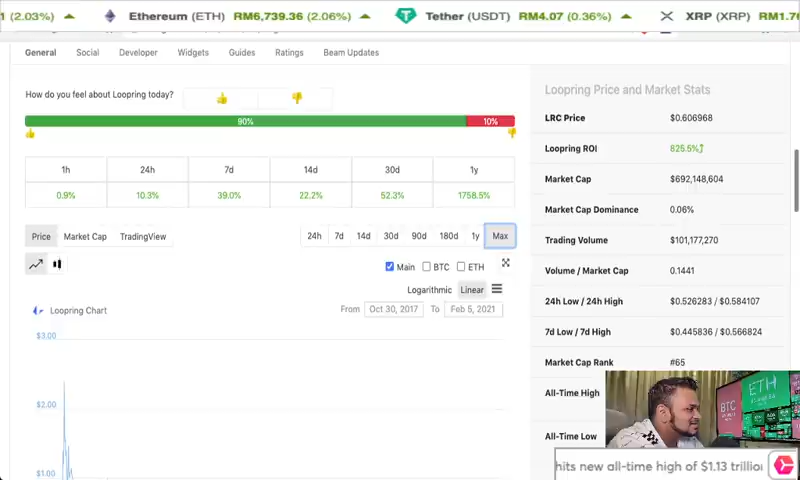 1 (2.03%) Ethereum (ETH) RM6,739.36 (2.06%) Tether (USDT) RM4.07 (0.36%) XRP (XRP) RM1.76
General Social Developer Widgets Guides Ratings Beam Updates
How do you feel about Loopring today?
90% 10%
1h 24h 7d 14d 30d 1y
0.9% 10.3% 39.0% 22.2% 52.3% 1758.5%
Price Market Cap TradingView 24h 7d 14d 30d 90d 180d 1y Max
Main BTC ETH
Logarithmic Linear
Loopring Chart From Oct 30, 2017 To Feb 5, 2021
$3.00
$2.00
$1.00
Loopring Price and Market Stats
LRC Price $0.606968
Loopring ROI 825.5%
Market Cap $692,148,604
Market Cap Dominance 0.06%
Trading Volume $101,177,270
Volume / Market Cap 0.1441
24h Low / 24h High $0.526283 / $0.584107
7d Low / 7d High $0.445836 / $0.566824
Market Cap Rank #65
All-Time High
All-Time Low
BTC
ETH
hits new all-time high of $1.13 trillion